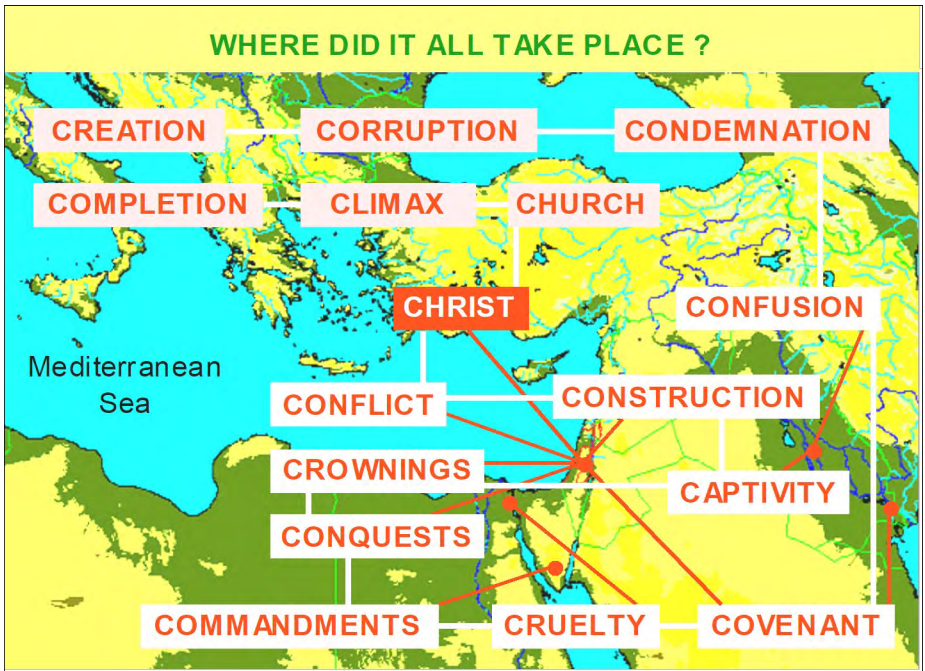 WHERE DID IT ALL TAKE PLACE ?
CREATION
CORRUPTION
CONDEMNATION
COMPLETION
CLIMAX
CHURCH
CHRIST
CONFUSION
Mediterranean
Sea
CONFLICT
CONSTRUCTION
CROWNINGS
CAPTIVITY
CONQUESTS
COMMANDMENTS
CRUELTY
COVENANT